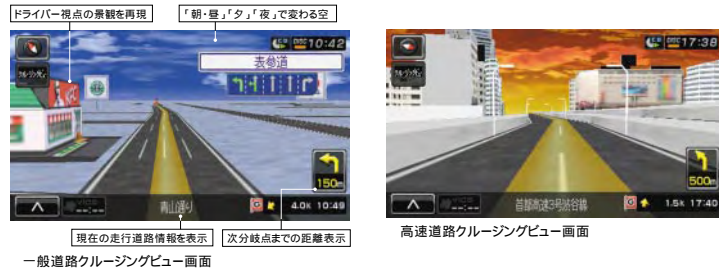 ドライバー視点の景観を再現
「朝・昼」「夕」「夜」で変わる空
DISC 10:42
表参道
KFC
150m
VICS --:--
青山通り
4.0k 10:49
現在の走行道路情報を表示
次分岐点までの距離表示
一般道路クルージングビュー画面
DISC 17:38
500m
VICS --:--
首都高速3号渋谷線
1.5k 17:40
高速道路クルージングビュー画面